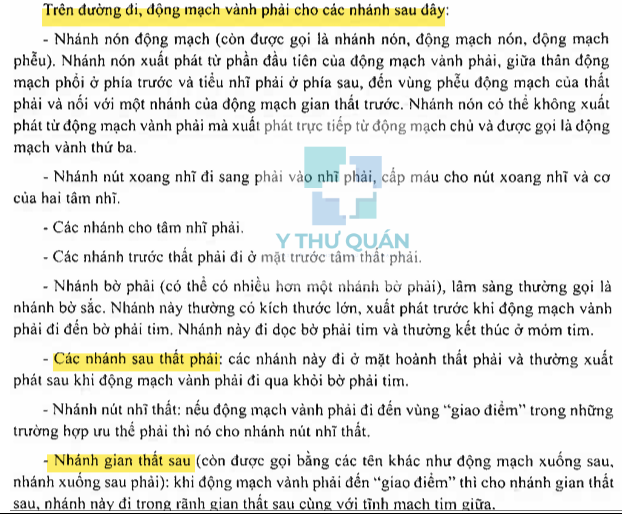 Trên đường đi, động mạch vành phải cho các nhánh sau đây:
- Nhánh nón động mạch (còn được gọi là nhánh nón, động mạch nón, động mạch
phễu). Nhánh nón xuất phát từ phần đầu tiên của động mạch vành phải, giữa thân động
mạch phổi ở phía trước và tiểu nhĩ phải ở phía sau, đến vùng phễu động mạch của thất
phải và nối với một nhánh của động mạch gian thất trước. Nhánh nón có thể không xuất
phát từ động mạch vành phải mà xuất phát trực tiếp từ động mạch chủ và được gọi là động
mạch vành thứ ba.
- Nhánh nút xoang nhĩ đi sang phải vào nhĩ phải, cấp máu cho nút xoang nhĩ và cơ
của hai tâm nhĩ.
- Các nhánh cho tâm nhĩ phải.
- Các nhánh trước thất phải đi ở mặt trước tâm thất phải.
Y THƯ QUÁN
- Nhánh bờ phải (có thể có nhiều hơn một nhánh bờ phải), lâm sàng thường gọi là
nhánh bờ sắc. Nhánh này thường có kích thước lớn, xuất phát trước khi động mạch vành
phải đi đến bờ phải tim. Nhánh này đi dọc bờ phải tim và thường kết thúc ở mỏm tim.
- Các nhánh sau thất phải: các nhánh này đi ở mặt hoành thất phải và thường xuất
phát sau khi động mạch vành phải đi qua khỏi bờ phải tim.
- Nhánh nút nhĩ thất: nếu động mạch vành phải đi đến vùng "giao điểm" trong những
trường hợp ưu thế phải thì nó cho nhánh nút nhĩ thất.
- Nhánh gian thất sau (còn được gọi bằng các tên khác như động mạch xuống sau,
nhánh xuống sau phải): khi động mạch vành phải đến "giao điểm" thì cho nhánh gian thất
sau, nhánh này đi trong rãnh gian thất sau cùng với tĩnh mạch tim giữa.